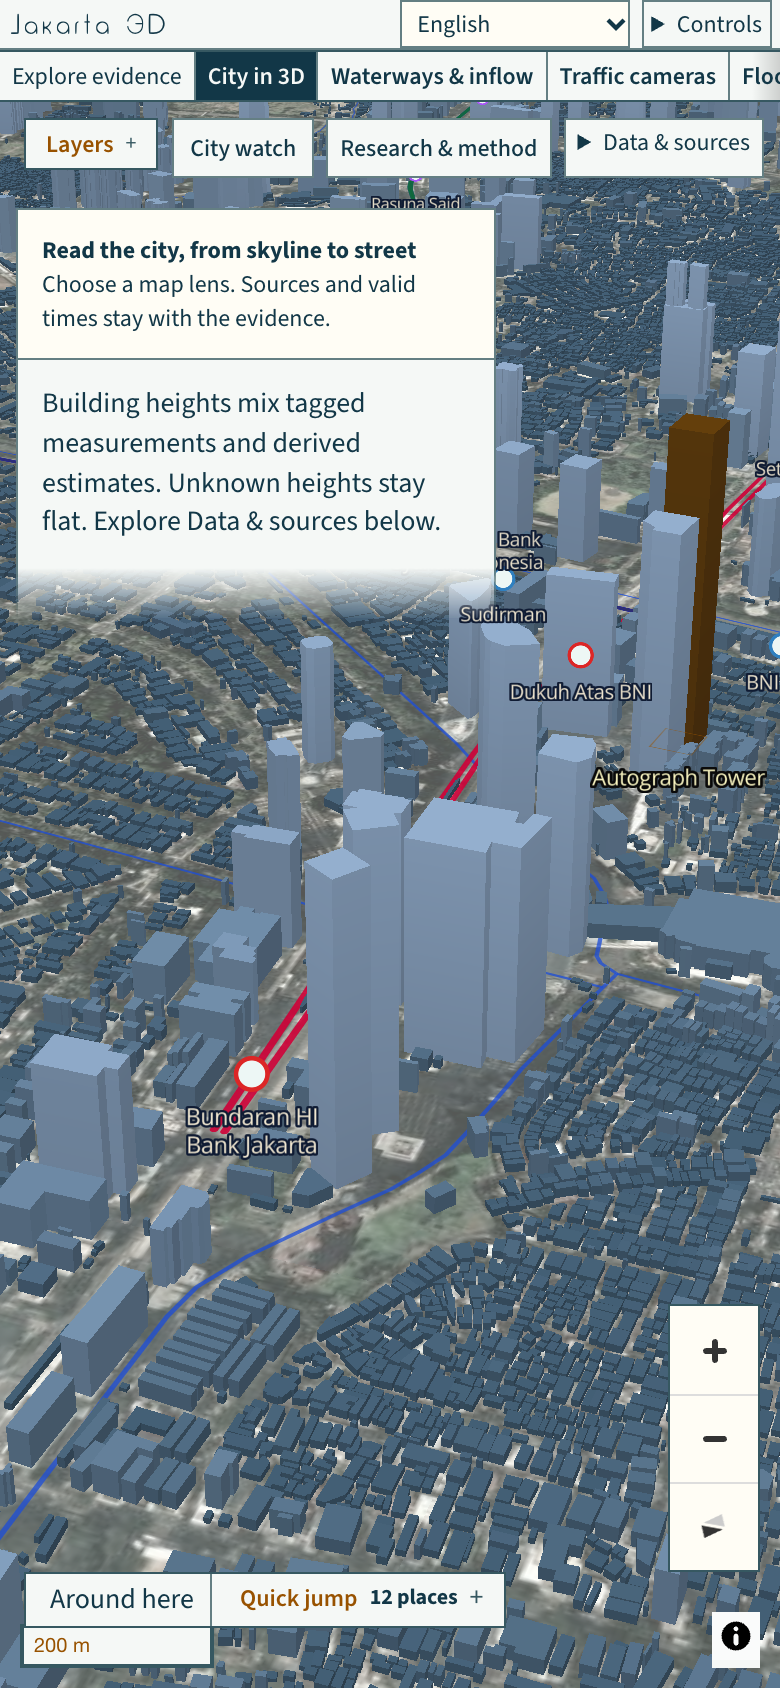 Jakarta 3D
English
Controls
Explore evidence
City in 3D
Waterways & inflow
Traffic cameras
Layers +
City watch
Research & method
Data & sources
Rasuna Said
Read the city, from skyline to street
Choose a map lens. Sources and valid
times stay with the evidence.
Building heights mix tagged
measurements and derived
estimates. Unknown heights stay
flat. Explore Data & sources below.
Bank
Sudirman
Dukuh Atas BNI
BNI
Autograph Tower
Bundaran HI
Bank Jakarta
+
−
Around here
Quick jump 12 places +
200 m